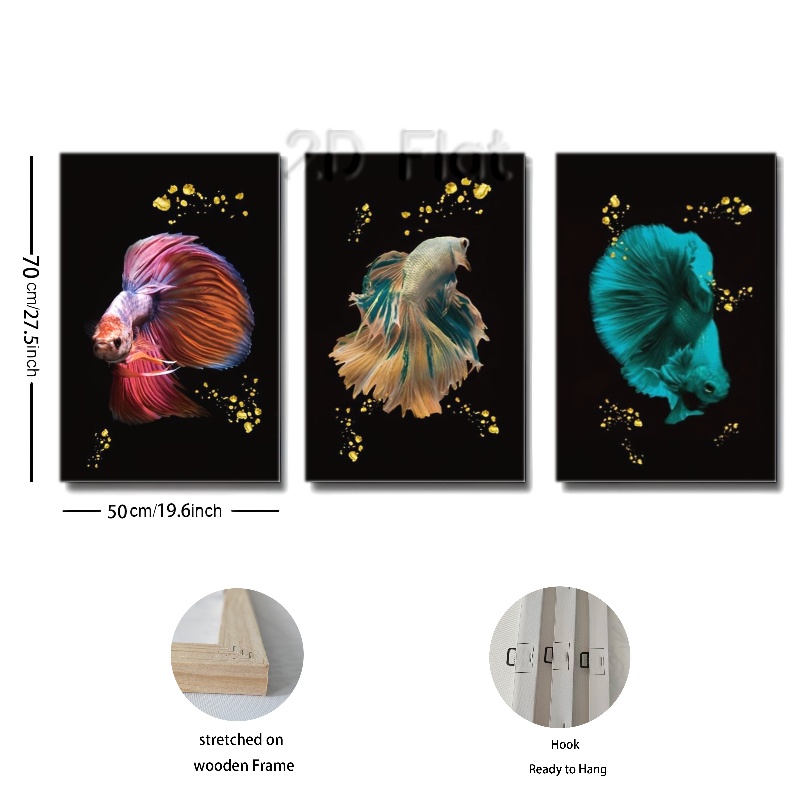 2D Flat
70 cm/27.5inch
50 cm/19.6inch
stretched on
wooden Frame
Hook
Ready to Hang